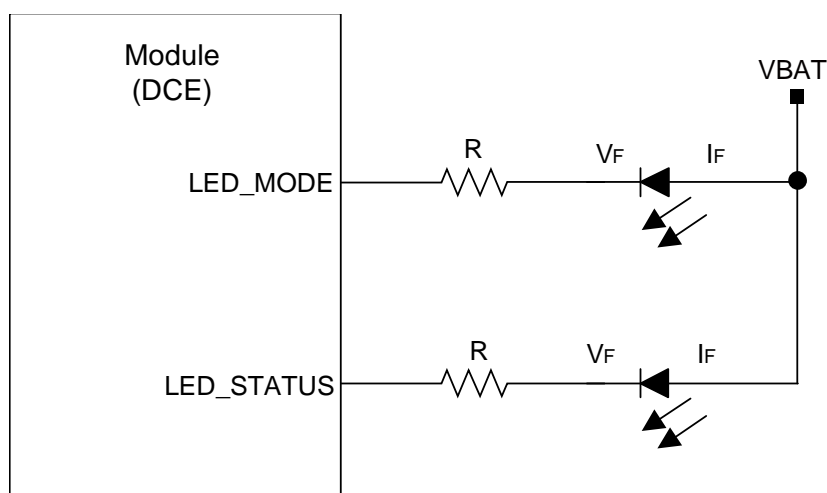 Module
(DCE)
VBAT
R
VF
IF
LED_MODE
R
VF
IF
LED_STATUS